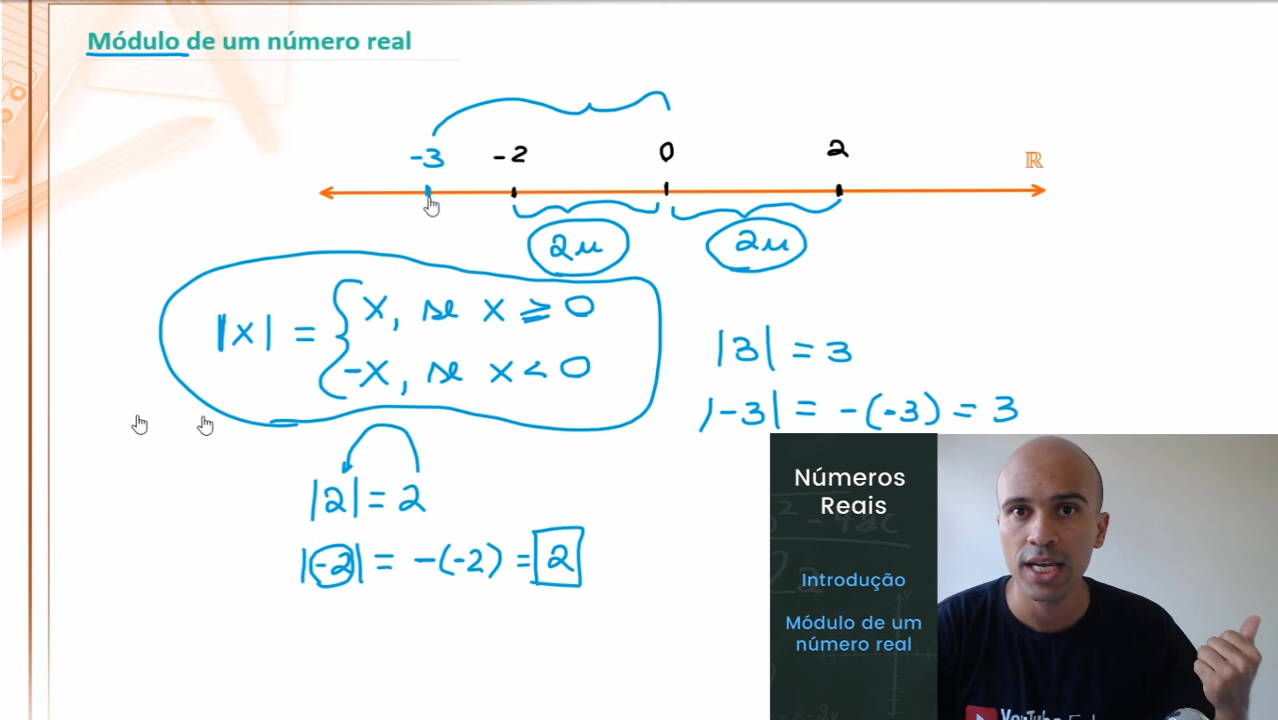 Módulo de um número real
-3 -2 0 2 ℝ
2u 2u
|x| = { x, se x ≥ 0
-x, se x < 0
|3| = 3
|-3| = -(-3) = 3
|2| = 2
|-2| = -(-2) = 2
Números
Reais
Introdução
Módulo de um
número real
YouTube